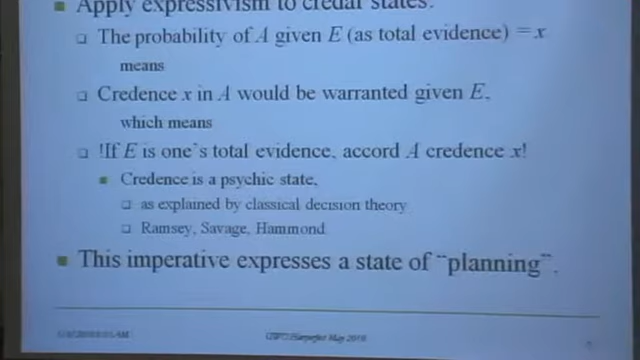 Apply expressivism to credal states.
The probability of A given E (as total evidence) = x
means
Credence x in A would be warranted given E,
which means
!If E is one's total evidence, accord A credence x!
Credence is a psychic state,
as explained by classical decision theory
Ramsey, Savage, Hammond
This imperative expresses a state of "planning".
May